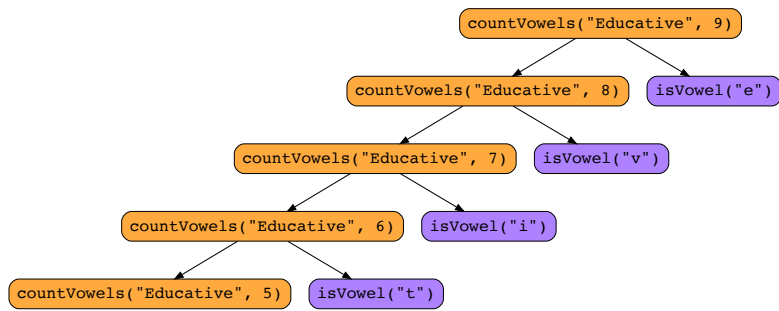 countVowels("Educative", 9)
countVowels("Educative", 8)
isVowel("e")
countVowels("Educative", 7)
isVowel("v")
countVowels("Educative", 6)
isVowel("i")
countVowels("Educative", 5)
isVowel("t")